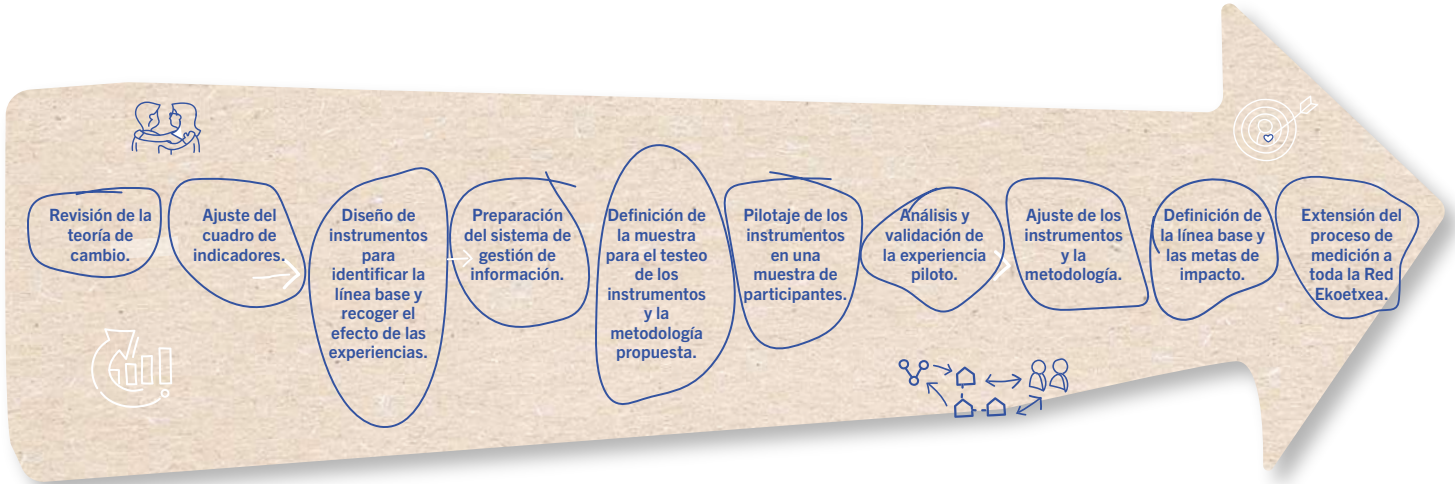 Revisión de la
teoría de
cambio.
Ajuste del
cuadro de
indicadores.
Diseño de
instrumentos
para
identificar la
línea base y
recoger el
efecto de las
experiencias.
Preparación
del sistema de
gestión de
información.
Definición de
la muestra
para el testeo
de los
instrumentos
y la
metodología
propuesta.
Pilotaje de los
instrumentos
en una
muestra de
participantes.
Análisis y
validación de
la experiencia
piloto.
Ajuste de los
instrumentos
y la
metodología.
Definición de
la línea base y
las metas de
impacto.
Extensión del
proceso de
medición a
toda la Red
Ekoetxea.